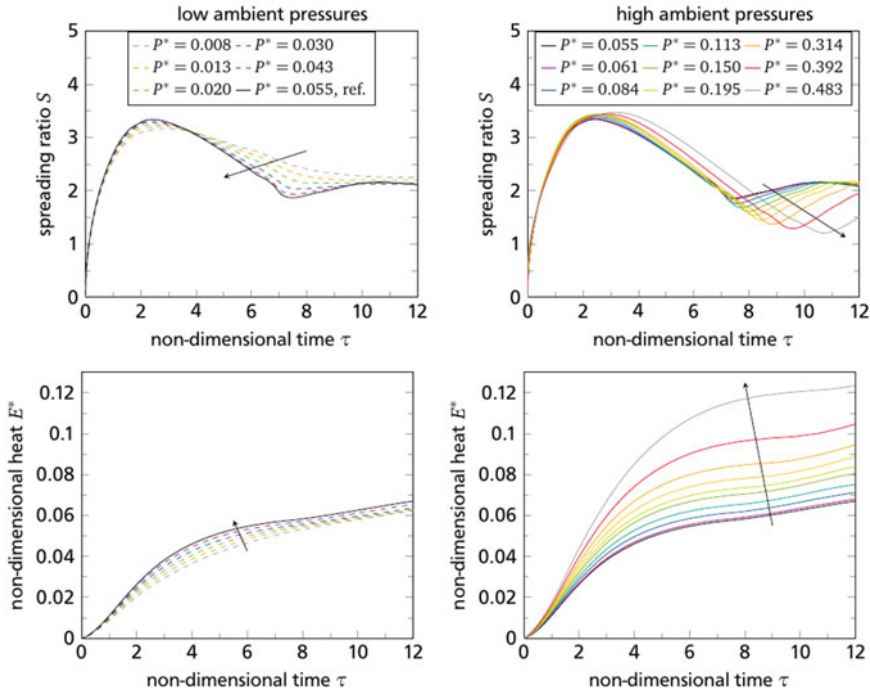 low ambient pressures
P* = 0.008 P* = 0.030
P* = 0.013 P* = 0.043
P* = 0.020 P* = 0.055, ref.
spreading ratio S
5
4
3
2
1
0
0 2 4 6 8 10 12
non-dimensional time τ
high ambient pressures
P* = 0.055 P* = 0.113 P* = 0.314
P* = 0.061 P* = 0.150 P* = 0.392
P* = 0.084 P* = 0.195 P* = 0.483
spreading ratio S
5
4
3
2
1
0
0 2 4 6 8 10 12
non-dimensional time τ
non-dimensional heat E*
0.12
0.1
0.08
0.06
0.04
0.02
0
0 2 4 6 8 10 12
non-dimensional time τ
non-dimensional heat E*
0.12
0.1
0.08
0.06
0.04
0.02
0
0 2 4 6 8 10 12
non-dimensional time τ